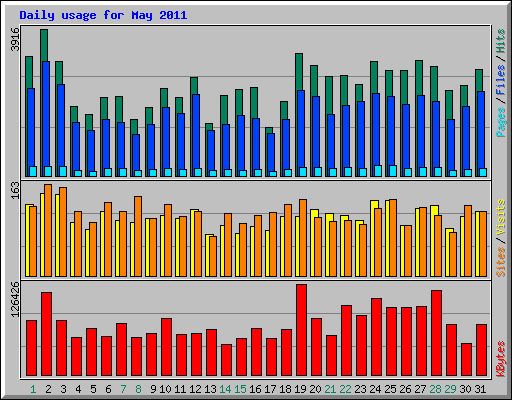 Daily usage for May 2011
3916
Pages / Files / Hits
163
Sites / Visits
126426
KBytes
1 2 3 4 5 6 7 8 9 10 11 12 13 14 15 16 17 18 19 20 21 22 23 24 25 26 27 28 29 30 31